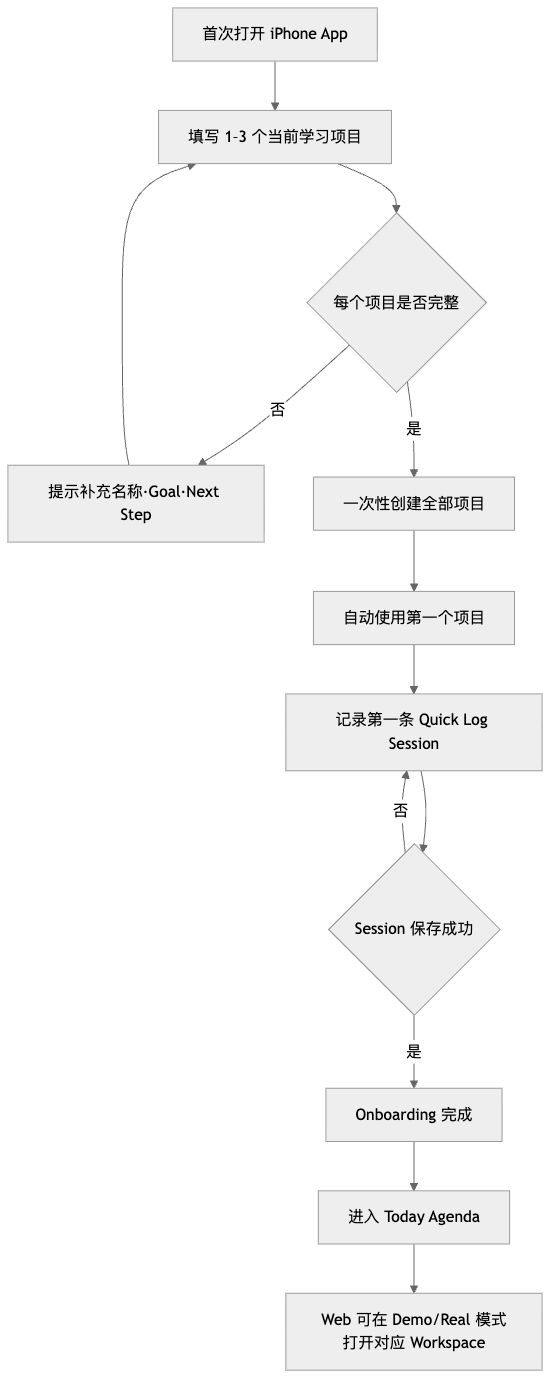 首次打开 iPhone App
填写 1-3 个当前学习项目
每个项目是否完整
否
是
提示补充名称·Goal·Next
Step
一次性创建全部项目
自动使用第一个项目
记录第一条 Quick Log
Session
否
Session 保存成功
是
Onboarding 完成
进入 Today Agenda
Web 可在 Demo/Real 模式
打开对应 Workspace